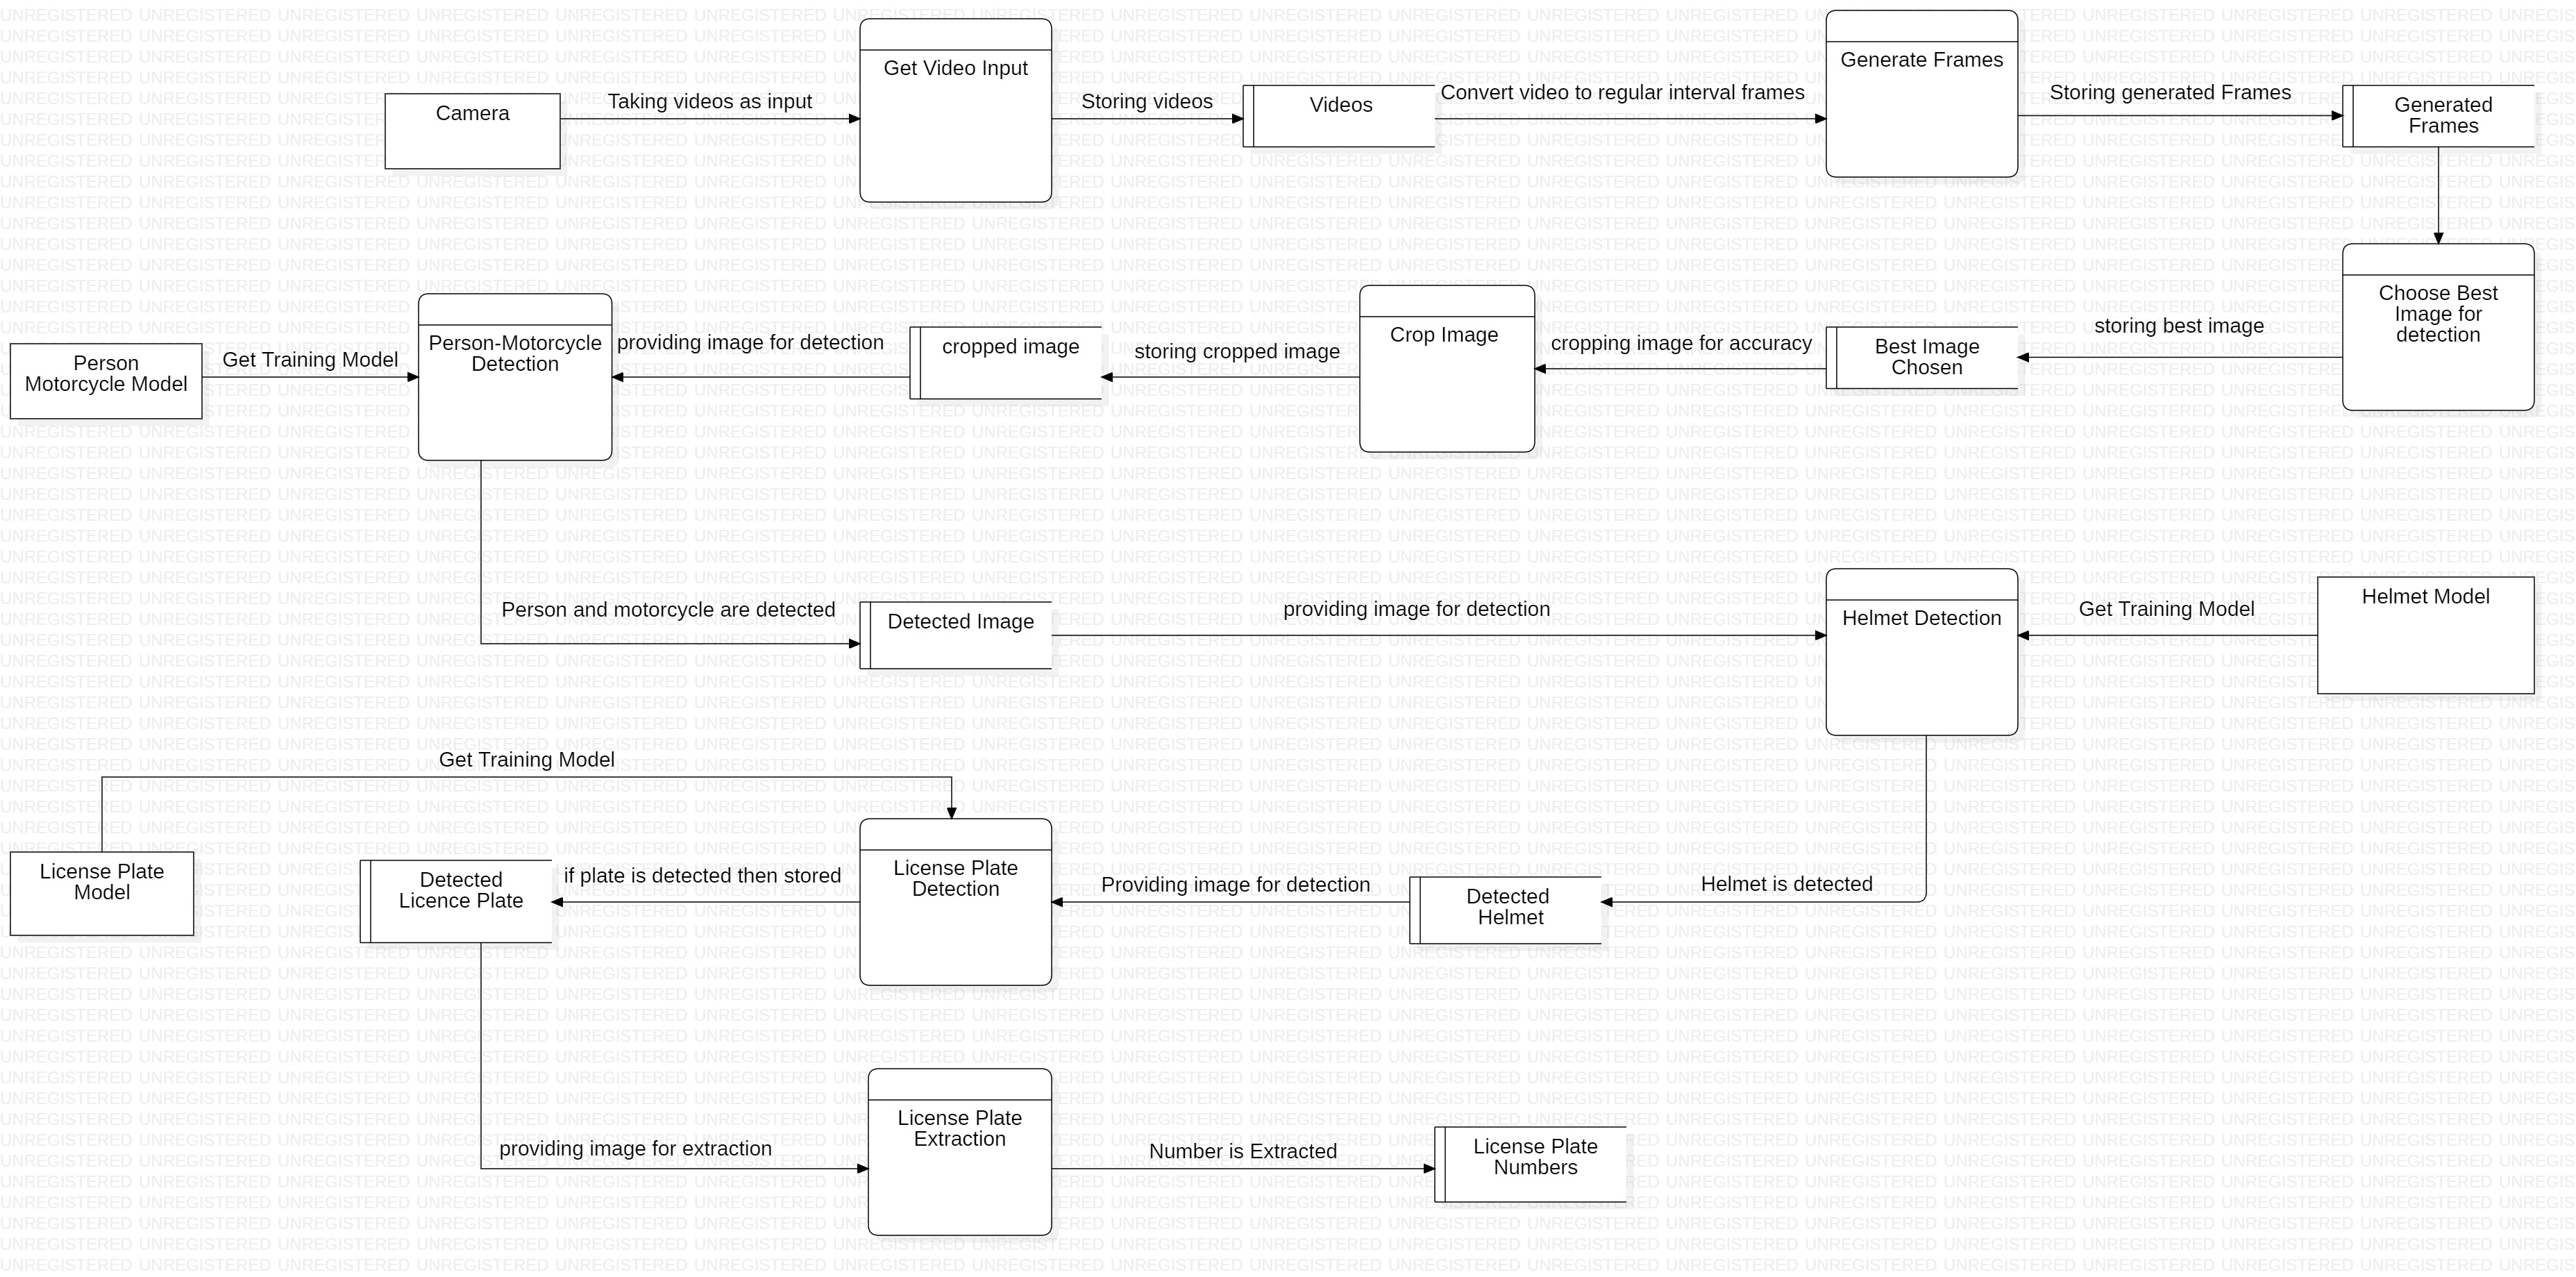 Get Video Input
Generate Frames
Camera
Taking videos as input
Storing videos
Videos
Convert video to regular interval frames
Storing generated Frames
Generated
Frames
Person
Motorcycle Model
Get Training Model
Person-Motorcycle
Detection
providing image for detection
cropped image
storing cropped image
Crop Image
cropping image for accuracy
Best Image
Chosen
storing best image
Choose Best
Image for
detection
Person and motorcycle are detected
Detected Image
providing image for detection
Helmet Detection
Get Training Model
Helmet Model
Get Training Model
License Plate
Model
Detected
Licence Plate
if plate is detected then stored
License Plate
Detection
Providing image for detection
Detected
Helmet
Helmet is detected
providing image for extraction
License Plate
Extraction
Number is Extracted
License Plate
Numbers
UNREGISTERED